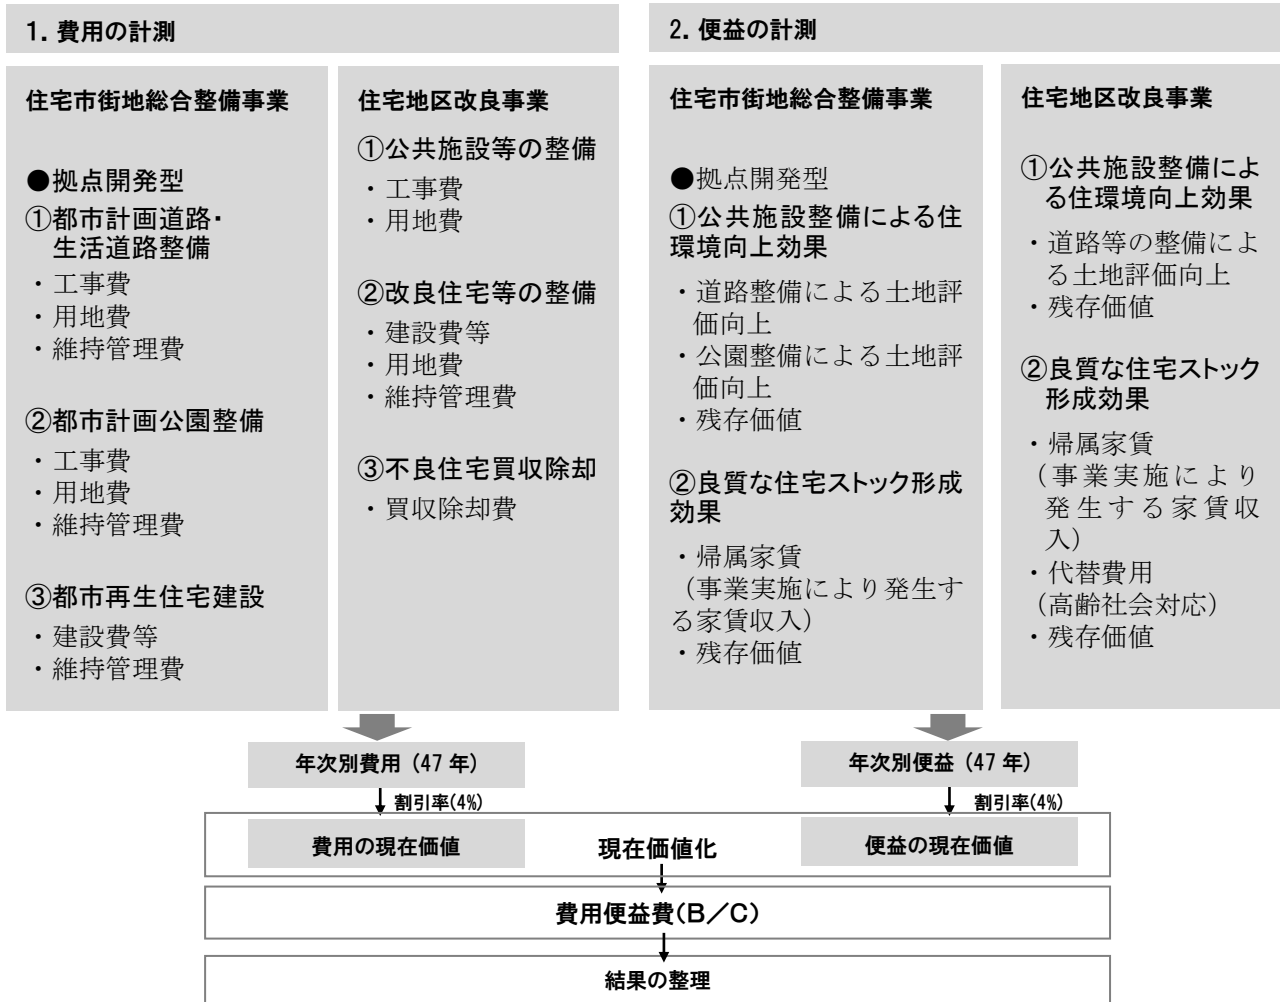 1．費用の計測
住宅市街地総合整備事業
●拠点開発型
①都市計画道路・
生活道路整備
・工事費
・用地費
・維持管理費
②都市計画公園整備
・工事費
・用地費
・維持管理費
③都市再生住宅建設
・建設費等
・維持管理費
住宅地区改良事業
①公共施設等の整備
・工事費
・用地費
②改良住宅等の整備
・建設費等
・用地費
・維持管理費
③不良住宅買収除却
・買収除却費
2．便益の計測
住宅市街地総合整備事業
●拠点開発型
①公共施設整備による住
環境向上効果
・道路整備による土地評
価向上
・公園整備による土地評
価向上
・残存価値
②良質な住宅ストック形成
効果
・帰属家賃
（事業実施により発生す
る家賃収入）
・残存価値
住宅地区改良事業
①公共施設整備によ
る住環境向上効果
・道路等の整備によ
る土地評価向上
・残存価値
②良質な住宅ストック
形成効果
・帰属家賃
（事業実施により
発生する家賃収
入）
・代替費用
（高齢社会対応）
・残存価値
年次別費用（47 年）
年次別便益（47 年）
割引率(4%)
割引率(4%)
費用の現在価値
現在価値化
便益の現在価値
費用便益費（B／C）
結果の整理